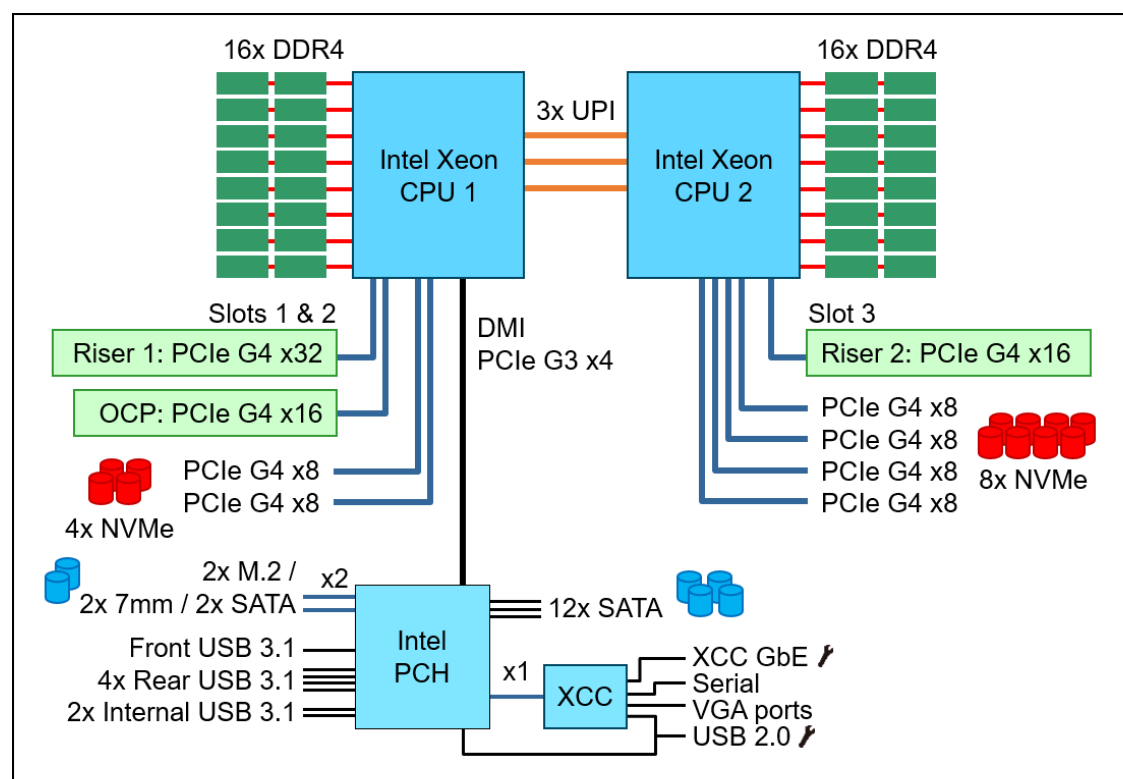 16x DDR4
16x DDR4
3x UPI
Intel Xeon
CPU 1
Intel Xeon
CPU 2
Slots 1 & 2
Riser 1: PCIe G4 x32
OCP: PCIe G4 x16
PCIe G4 x8
PCIe G4 x8
4x NVMe
DMI
PCIe G3 x4
Slot 3
Riser 2: PCIe G4 x16
PCIe G4 x8
PCIe G4 x8
PCIe G4 x8
PCIe G4 x8
8x NVMe
2x M.2 /
2x 7mm / 2x SATA
x2
Front USB 3.1
4x Rear USB 3.1
2x Internal USB 3.1
Intel
PCH
12x SATA
x1
XCC
XCC GbE
Serial
VGA ports
USB 2.0